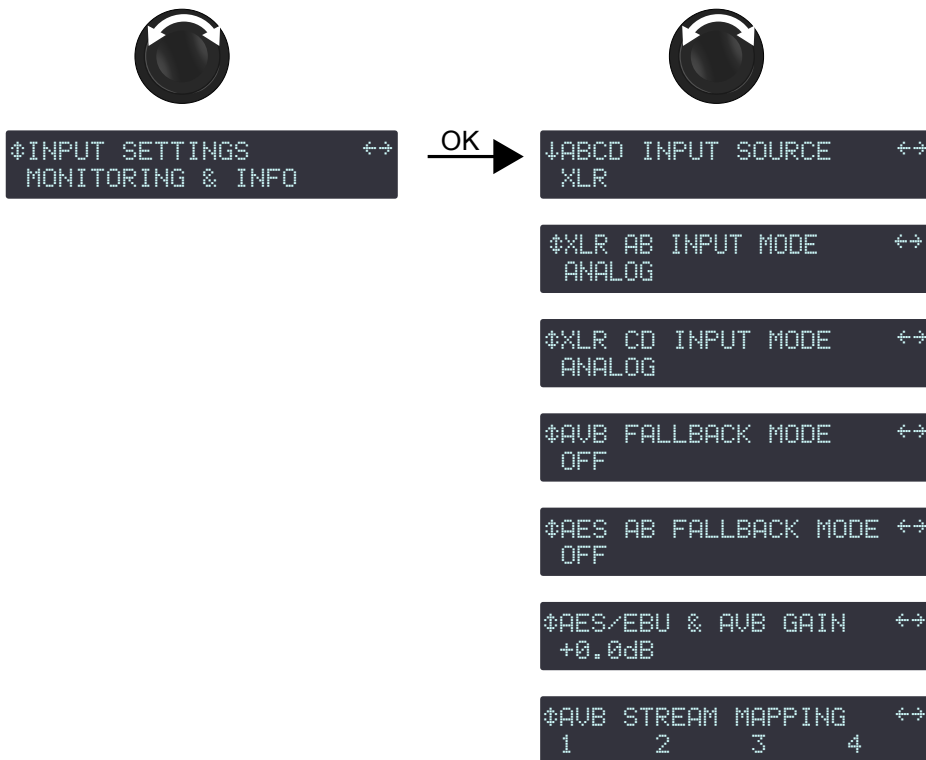 ↕INPUT SETTINGS ↔
MONITORING & INFO
OK
↓ABCD INPUT SOURCE ↔
XLR
↕XLR AB INPUT MODE ↔
ANALOG
↕XLR CD INPUT MODE ↔
ANALOG
↕AVB FALLBACK MODE ↔
OFF
↕AES AB FALLBACK MODE ↔
OFF
↕AES/EBU & AVB GAIN ↔
+0.0dB
↕AVB STREAM MAPPING ↔
1 2 3 4